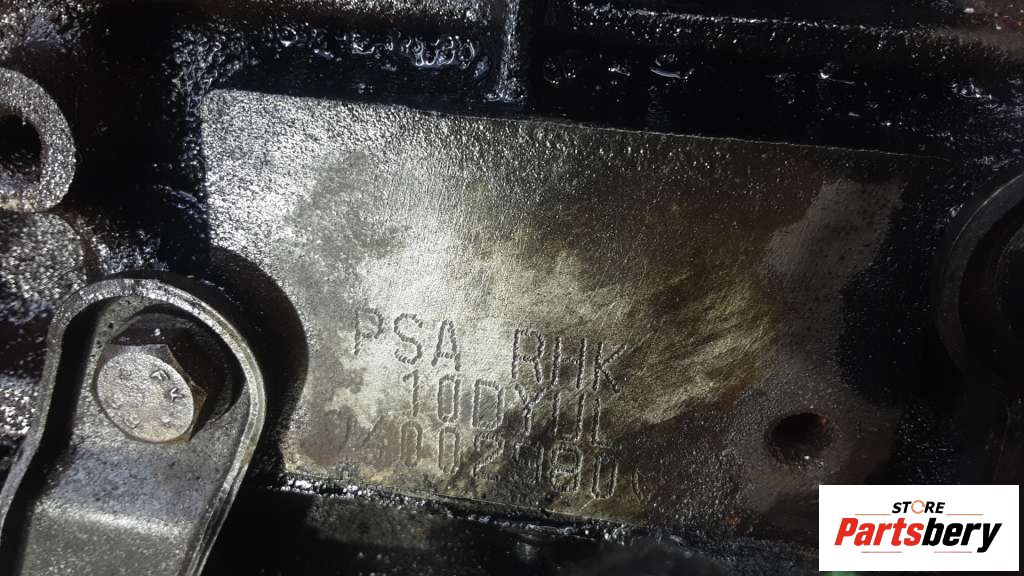 PSA RHK
10DYUL
STORE
Partsbery